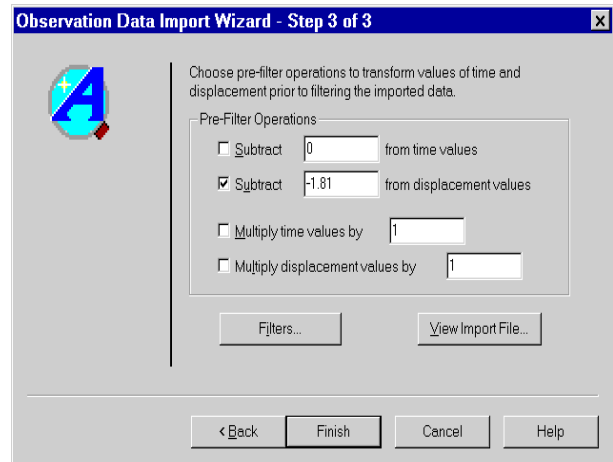 Observation Data Import Wizard - Step 3 of 3
Choose pre-filter operations to transform values of time and
displacement prior to filtering the imported data.
Pre-Filter Operations
Subtract 0 from time values
Subtract -1.81 from displacement values
Multiply time values by 1
Multiply displacement values by 1
Filters... View Import File...
< Back Finish Cancel Help